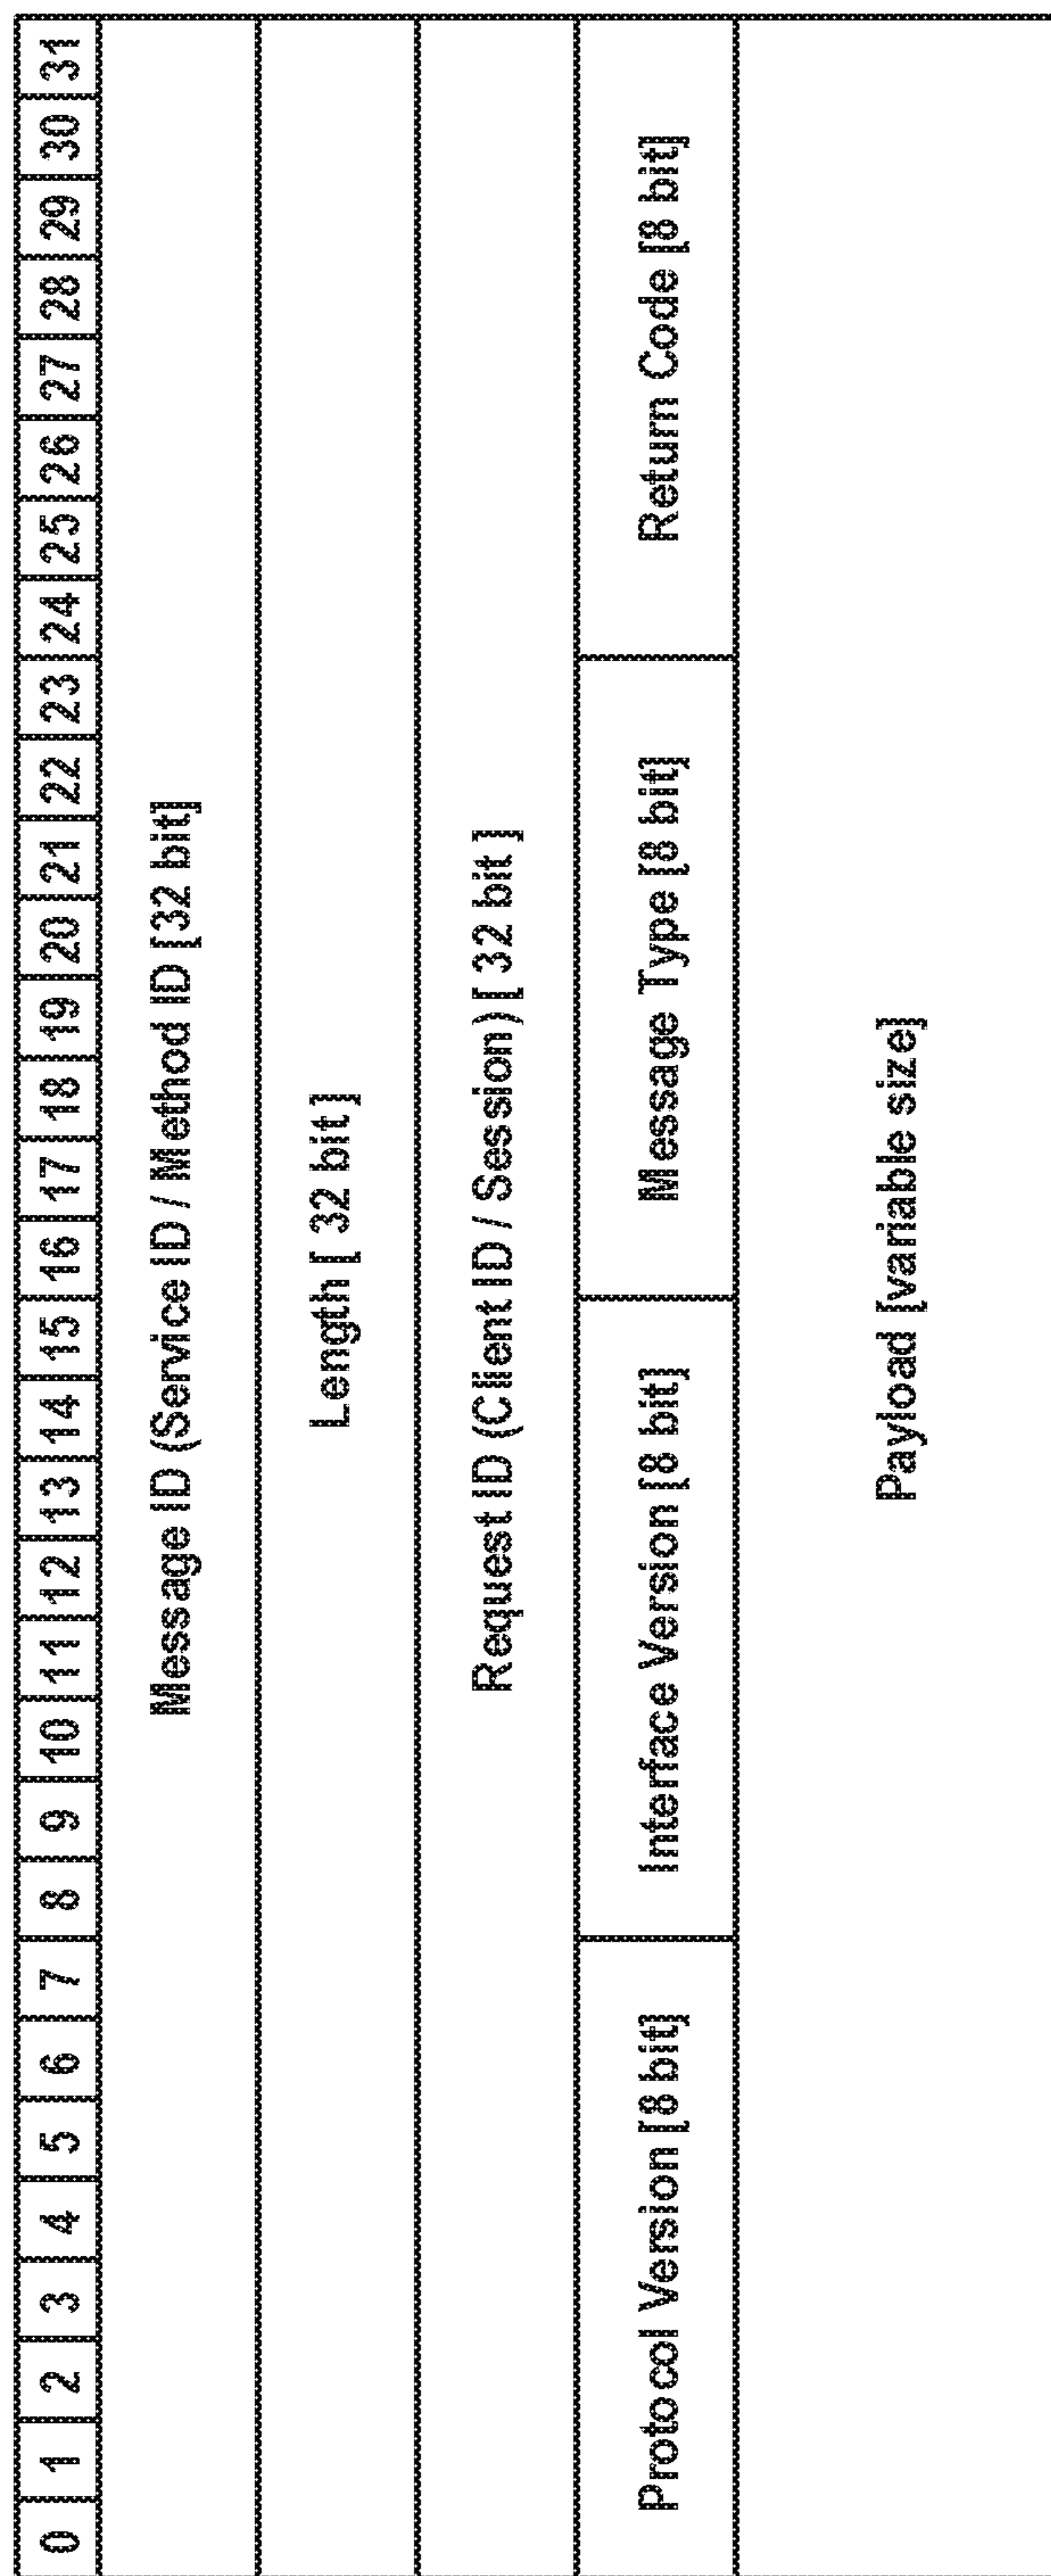 0 1 2 3 4 5 6 7 8 9 10 11 12 13 14 15 16 17 18 19 20 21 22 23 24 25 26 27 28 29 30 31
Message ID (Service ID / Method ID [32 bit]
Length [ 32 bit ]
Request ID (Client ID / Session) [ 32 bit ]
Protocol Version [8 bit] Interface Version [8 bit] Message Type [8 bit] Return Code [8 bit]
Payload [variable size]